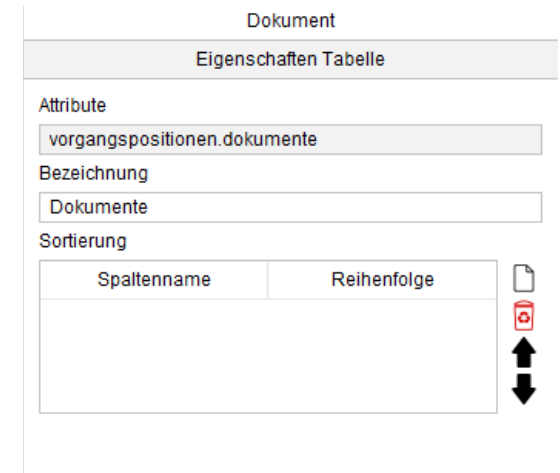 Dokument
Eigenschaften Tabelle
Attribute
vorgangspositionen.dokumente
Bezeichnung
Dokumente
Sortierung
Spaltenname Reihenfolge